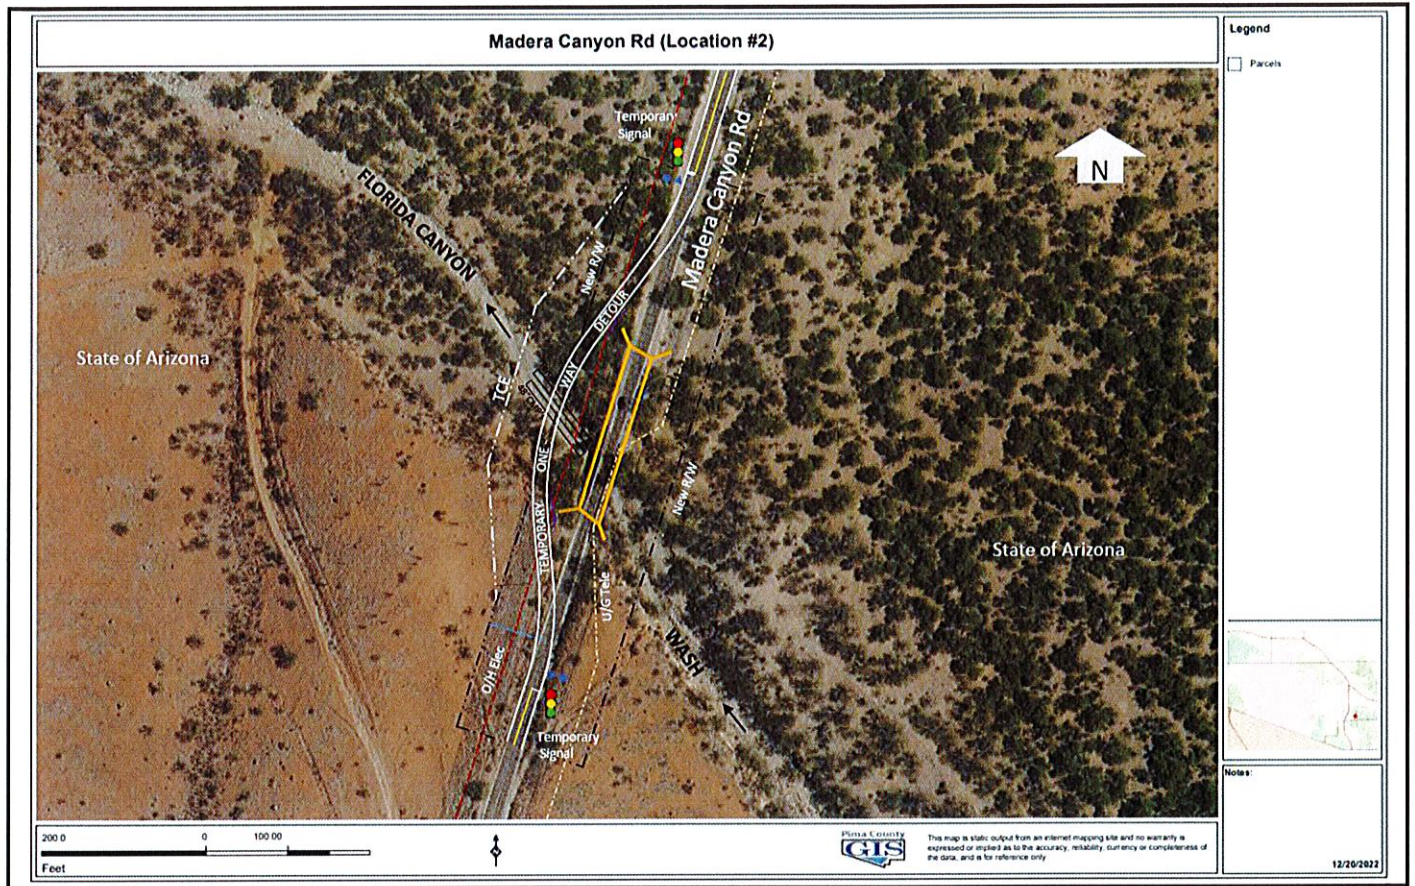 Madera Canyon Rd (Location #2)
Legend
Parcels
Temporary
Signal
Madera Canyon Rd
N
FLORIDA CANYON
New R/W
TEMPORARY ONE WAY DETOUR
TCE
State of Arizona
New R/W
State of Arizona
U/G Tele
WASH
O/H Elec
Temporary
Signal
200 0
0
100 00
Feet
Pima County
GIS
This map is static output from an internet mapping site and no warranty is
expressed or implied as to the accuracy, reliability, currency or completeness of
the data, and is for reference only
Notes:
12/20/2022